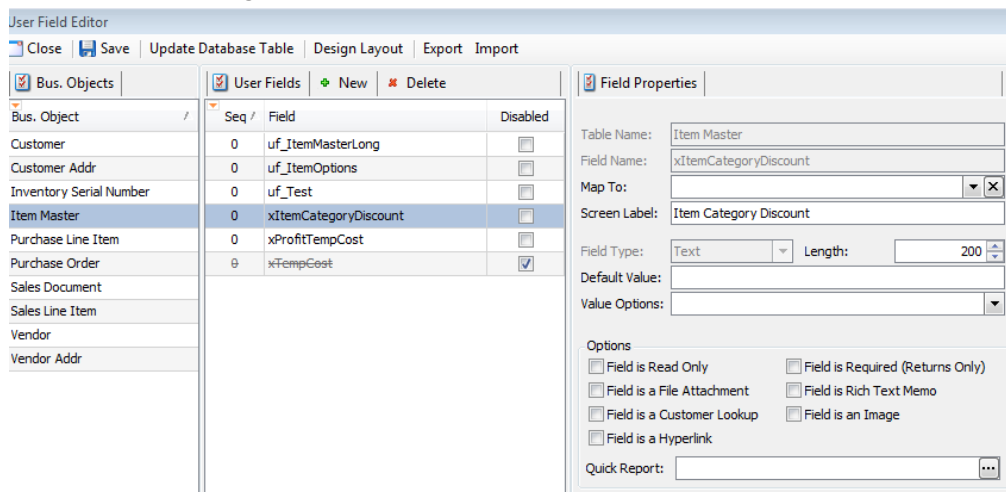 User Field Editor
Close Save Update Database Table Design Layout Export Import
Bus. Objects
Bus. Object
Customer
Customer Addr
Inventory Serial Number
Item Master
Purchase Line Item
Purchase Order
Sales Document
Sales Line Item
Vendor
Vendor Addr
User Fields New Delete
Seq Field Disabled
0 uf_ItemMasterLong
0 uf_ItemOptions
0 uf_Test
0 xItemCategoryDiscount
0 xProfitTempCost
0 xTempCost
Field Properties
Table Name: Item Master
Field Name: xItemCategoryDiscount
Map To:
Screen Label: Item Category Discount
Field Type: Text Length: 200
Default Value:
Value Options:
Options
Field is Read Only Field is Required (Returns Only)
Field is a File Attachment Field is Rich Text Memo
Field is a Customer Lookup Field is an Image
Field is a Hyperlink
Quick Report: